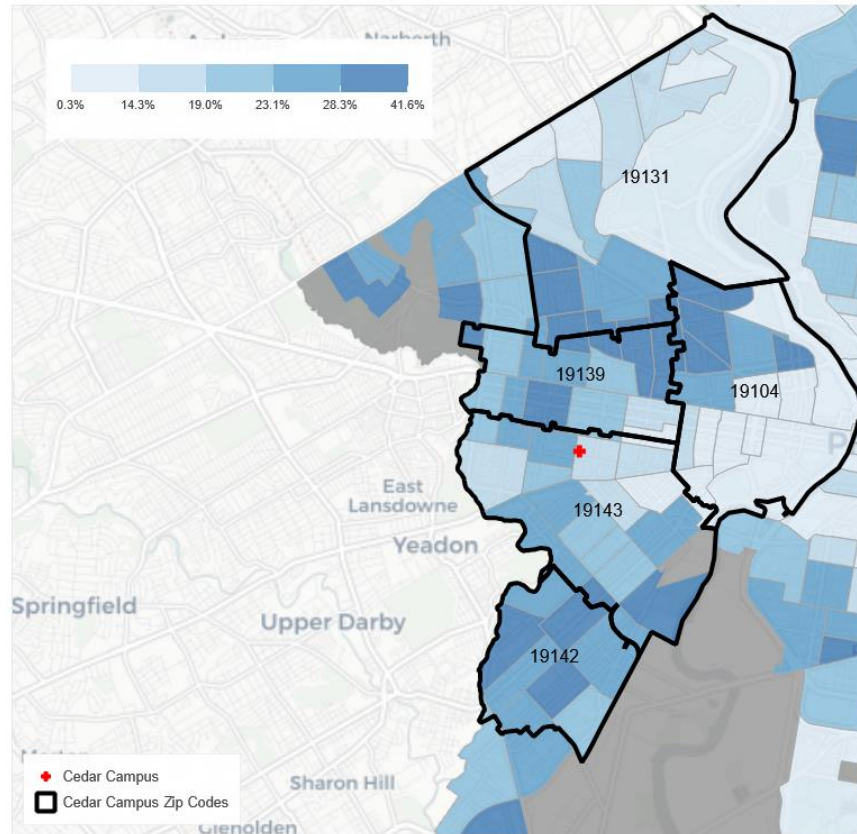 Narberth
0.3% 14.3% 19.0% 23.1% 28.3% 41.6%
19131
19139
19104
East
Lansdowne
19143
Yeadon
Springfield
Upper Darby
19142
Cedar Campus
Cedar Campus Zip Codes
Sharon Hill
Glenolden